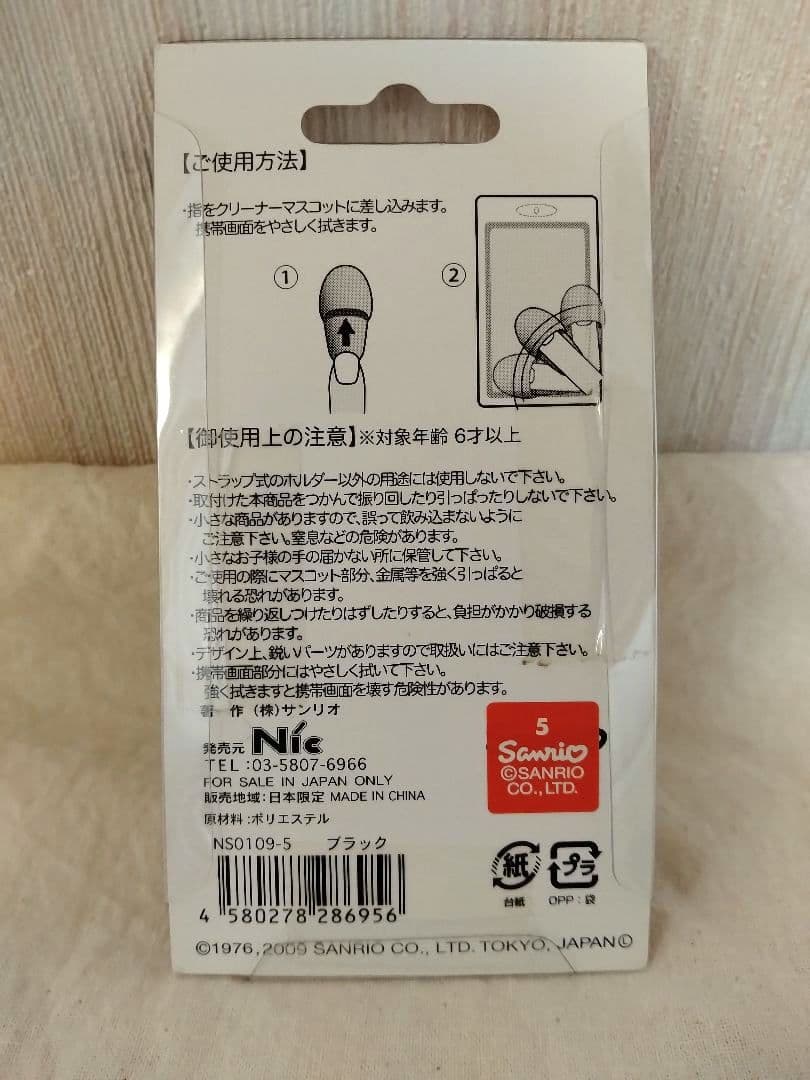 【ご使用方法】
・指をクリーナーマスコットに差し込みます。
携帯画面をやさしく拭きます。
① ②
【御使用上の注意】※対象年齢 6才以上
・ストラップ式のホルダー以外の用途には使用しないで下さい。
・取付けた本商品をつかんで振り回したり引っぱったりしないで下さい。
・小さな商品がありますので、誤って飲み込まないように
ご注意下さい。窒息などの危険があります。
・小さなお子様の手の届かない所に保管して下さい。
・ご使用の際にマスコット部分、金属等を強く引っぱると
壊れる恐れがあります。
・商品を繰り返しつけたりはずしたりすると、負担がかかり破損する
恐れがあります。
・デザイン上、鋭いパーツがありますので取扱いにはご注意下さい。
・携帯画面部分にはやさしく拭いて下さい。
強く拭きますと携帯画面を壊す危険性があります。
著 作 (株)サンリオ
発売元 Nic
TEL:03-5807-6966
FOR SALE IN JAPAN ONLY
販売地域:日本限定 MADE IN CHINA
原材料:ポリエステル
NS0109-5 ブラック
4 580278 286956
5
Sanrio
©SANRIO
CO., LTD.
紙 プラ
台紙 OPP:袋
©1976, 2009 SANRIO CO., LTD. TOKYO, JAPAN Ⓛ